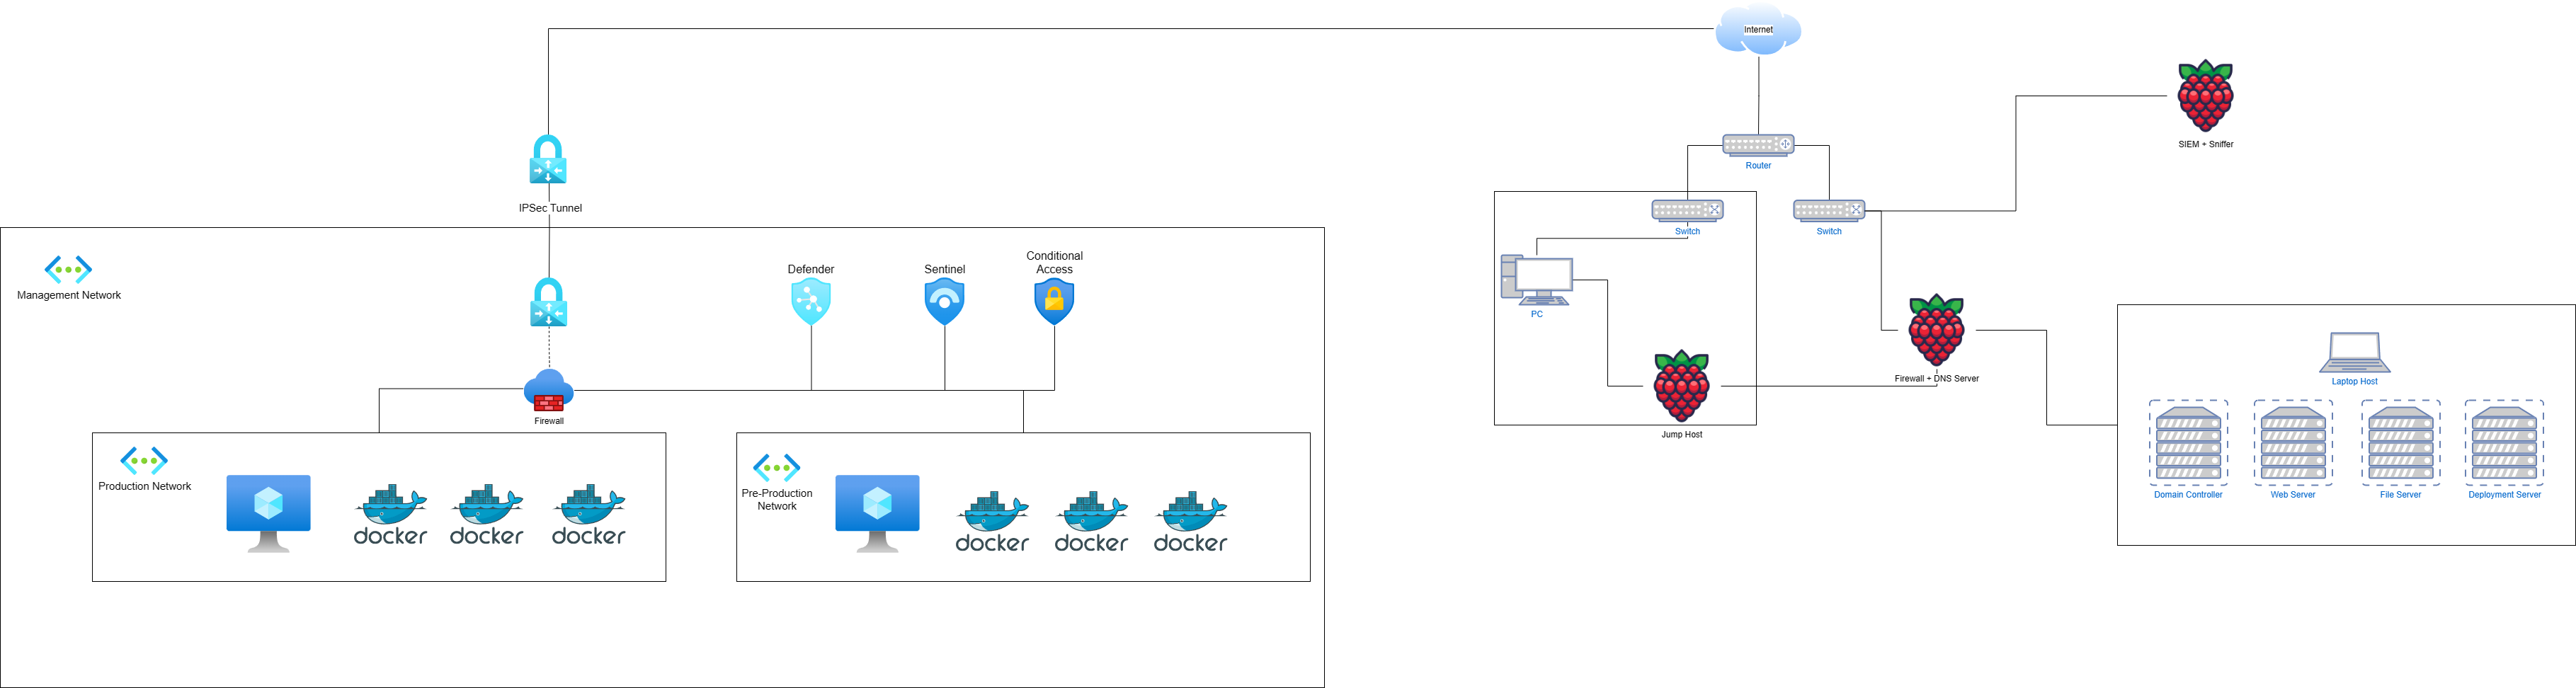 Internet
Router
SIEM + Sniffer
IPSec Tunnel
Switch
Switch
Management Network
Defender
Sentinel
Conditional
Access
PC
Firewall
Firewall + DNS Server
Jump Host
Laptop Host
Production Network
docker
docker
docker
Pre-Production
Network
docker
docker
docker
Domain Controller
Web Server
File Server
Deployment Server